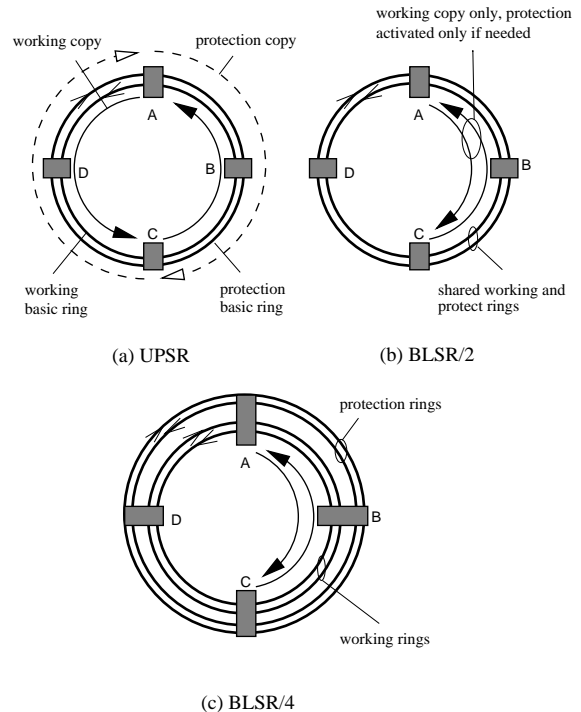 working copy
protection copy
A
B
D
C
working
basic ring
protection
basic ring
(a) UPSR
working copy only, protection
activated only if needed
A
B
D
C
shared working and
protect rings
(b) BLSR/2
protection rings
A
D
B
C
working rings
(c) BLSR/4